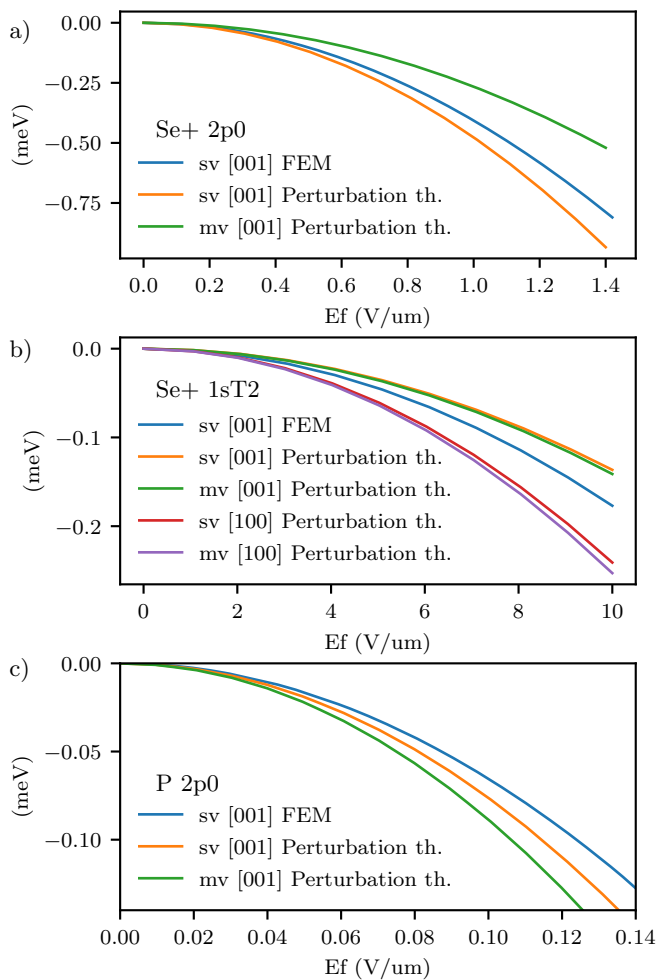 a)
0.00
−0.25
−0.50
−0.75
(meV)
Se+ 2p0
sv [001] FEM
sv [001] Perturbation th.
mv [001] Perturbation th.
0.0 0.2 0.4 0.6 0.8 1.0 1.2 1.4
Ef (V/um)
b)
0.0
−0.1
−0.2
(meV)
Se+ 1sT2
sv [001] FEM
sv [001] Perturbation th.
mv [001] Perturbation th.
sv [100] Perturbation th.
mv [100] Perturbation th.
0 2 4 6 8 10
Ef (V/um)
c)
0.00
−0.05
−0.10
(meV)
P 2p0
sv [001] FEM
sv [001] Perturbation th.
mv [001] Perturbation th.
0.00 0.02 0.04 0.06 0.08 0.10 0.12 0.14
Ef (V/um)